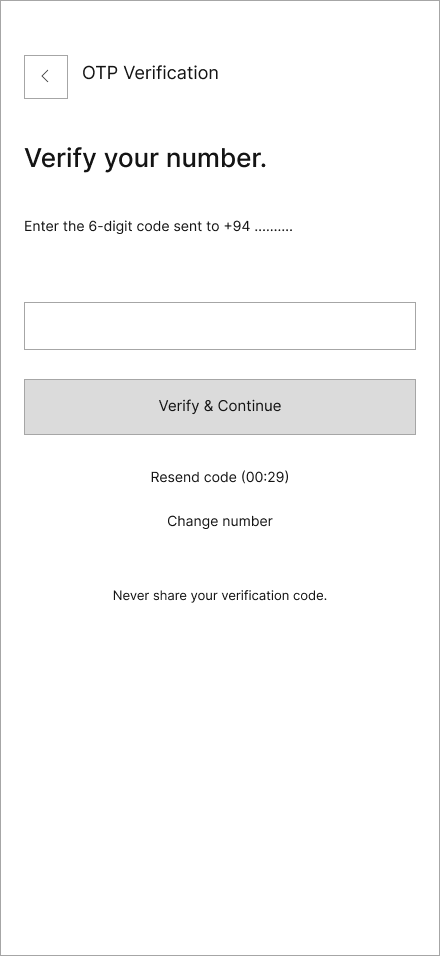 OTP Verification
Verify your number.
Enter the 6-digit code sent to +94 ..........
Verify & Continue
Resend code (00:29)
Change number
Never share your verification code.